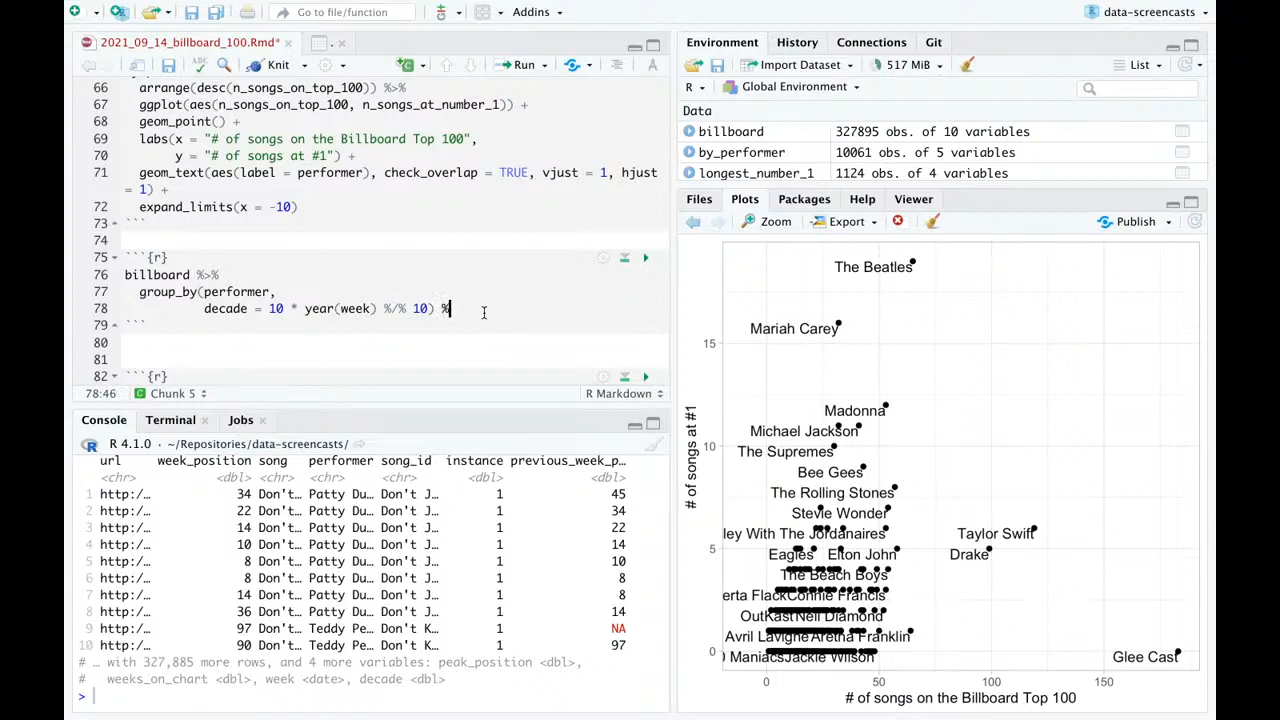 Go to file/function
Addins
data-screencasts
2021_09_14_billboard_100.Rmd*
.
Knit
Run
66 arrange(desc(n_songs_on_top_100)) %>%
67 ggplot(aes(n_songs_on_top_100, n_songs_at_number_1)) +
68 geom_point() +
69 labs(x = "# of songs on the Billboard Top 100",
70 y = "# of songs at #1") +
71 geom_text(aes(label = performer), check_overlap = TRUE, vjust = 1, hjust
= 1) +
72 expand_limits(x = -10)
73 ```
74
75 ```{r}
76 billboard %>%
77 group_by(performer,
78 decade = 10 * year(week) %/% 10) %
79 ```
80
81
82 ```{r}
78:46 Chunk 5 R Markdown
Console Terminal Jobs
R 4.1.0 · ~/Repositories/data-screencasts/
url week_position song performer song_id instance previous_week_p…
<chr> <dbl> <chr> <chr> <chr> <dbl> <dbl>
1 http:/… 34 Don't… Patty Du… Don't J… 1 45
2 http:/… 22 Don't… Patty Du… Don't J… 1 34
3 http:/… 14 Don't… Patty Du… Don't J… 1 22
4 http:/… 10 Don't… Patty Du… Don't J… 1 14
5 http:/… 8 Don't… Patty Du… Don't J… 1 10
6 http:/… 8 Don't… Patty Du… Don't J… 1 8
7 http:/… 14 Don't… Patty Du… Don't J… 1 8
8 http:/… 36 Don't… Patty Du… Don't J… 1 14
9 http:/… 97 Don't… Teddy Pe… Don't K… 1 NA
10 http:/… 90 Don't… Teddy Pe… Don't K… 1 97
# … with 327,885 more rows, and 4 more variables: peak_position <dbl>,
# weeks_on_chart <dbl>, week <date>, decade <dbl>
>
Environment History Connections Git
Import Dataset 517 MiB List
R Global Environment
Data
billboard 327895 obs. of 10 variables
by_performer 10061 obs. of 5 variables
longest_number_1 1124 obs. of 4 variables
Files Plots Packages Help Viewer
Zoom Export Publish
The Beatles
Mariah Carey
15
Madonna
Michael Jackson
10
The Supremes
Bee Gees
The Rolling Stones
Stevie Wonder
ley With The Jordanaires
Taylor Swift
5
Eagles
Elton John
Drake
The Beach Boys
erta Flack
Connie Francis
OutKast
Neil Diamond
Avril Lavigne
Aretha Franklin
0
Maniacs
Jackie Wilson
Glee Cast
0 50 100 150
# of songs at #1
# of songs on the Billboard Top 100